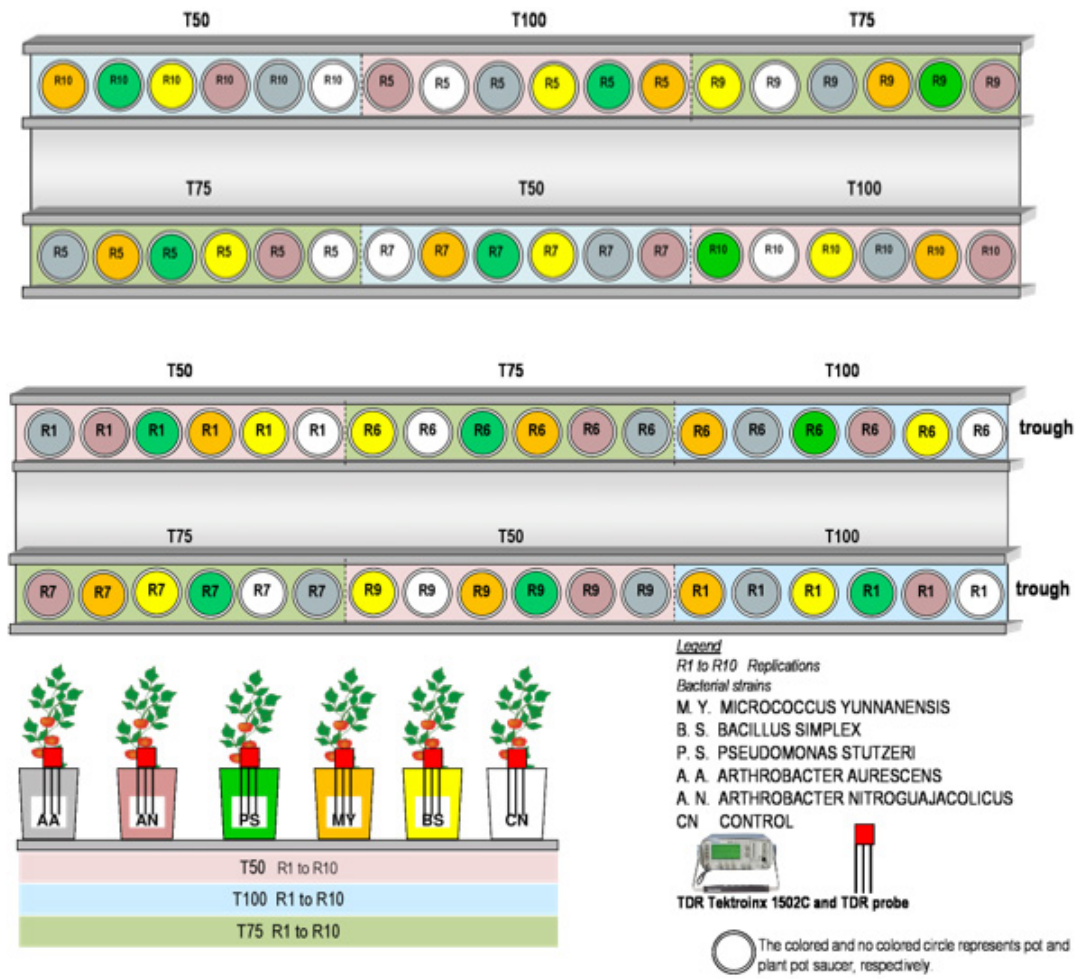 T50 T100 T75
R10 R10 R10 R10 R10 R10 R5 R5 R5 R5 R5 R5 R9 R9 R9 R9 R9 R9
T75 T50 T100
R5 R5 R5 R5 R5 R5 R7 R7 R7 R7 R7 R7 R10 R10 R10 R10 R10 R10
T50 T75 T100
R1 R1 R1 R1 R1 R1 R6 R6 R6 R6 R6 R6 R6 R6 R6 R6 R6 R6 trough
T75 T50 T100
R7 R7 R7 R7 R7 R7 R9 R9 R9 R9 R9 R9 R1 R1 R1 R1 R1 R1 trough
Legend
R1 to R10 Replications
Bacterial strains
M. Y. MICROCOCCUS YUNNANENSIS
B. S. BACILLUS SIMPLEX
P. S. PSEUDOMONAS STUTZERI
A. A. ARTHROBACTER AURESCENS
A. N. ARTHROBACTER NITROGUAJACOLICUS
CN CONTROL
AA AN PS MY BS CN
T50 R1 to R10
T100 R1 to R10
T75 R1 to R10
TDR Tektroinx 1502C and TDR probe
The colored and no colored circle represents pot and
plant pot saucer, respectively.